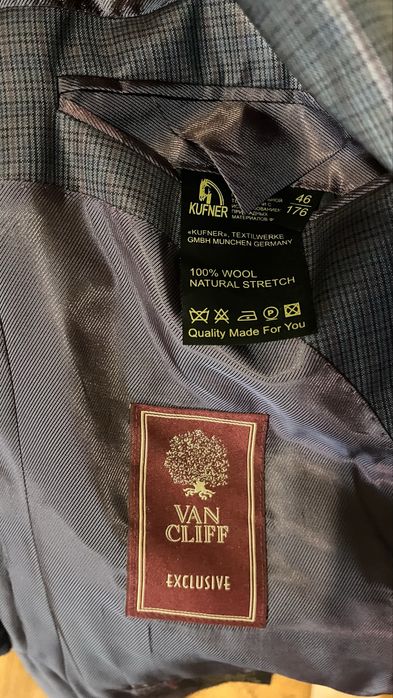 KUFNER
46
176
«KUFNER», TEXTILWERKE
GMBH MUNCHEN GERMANY
100% WOOL
NATURAL STRETCH
P
Quality Made For You
VAN
CLIFF
EXCLUSIVE